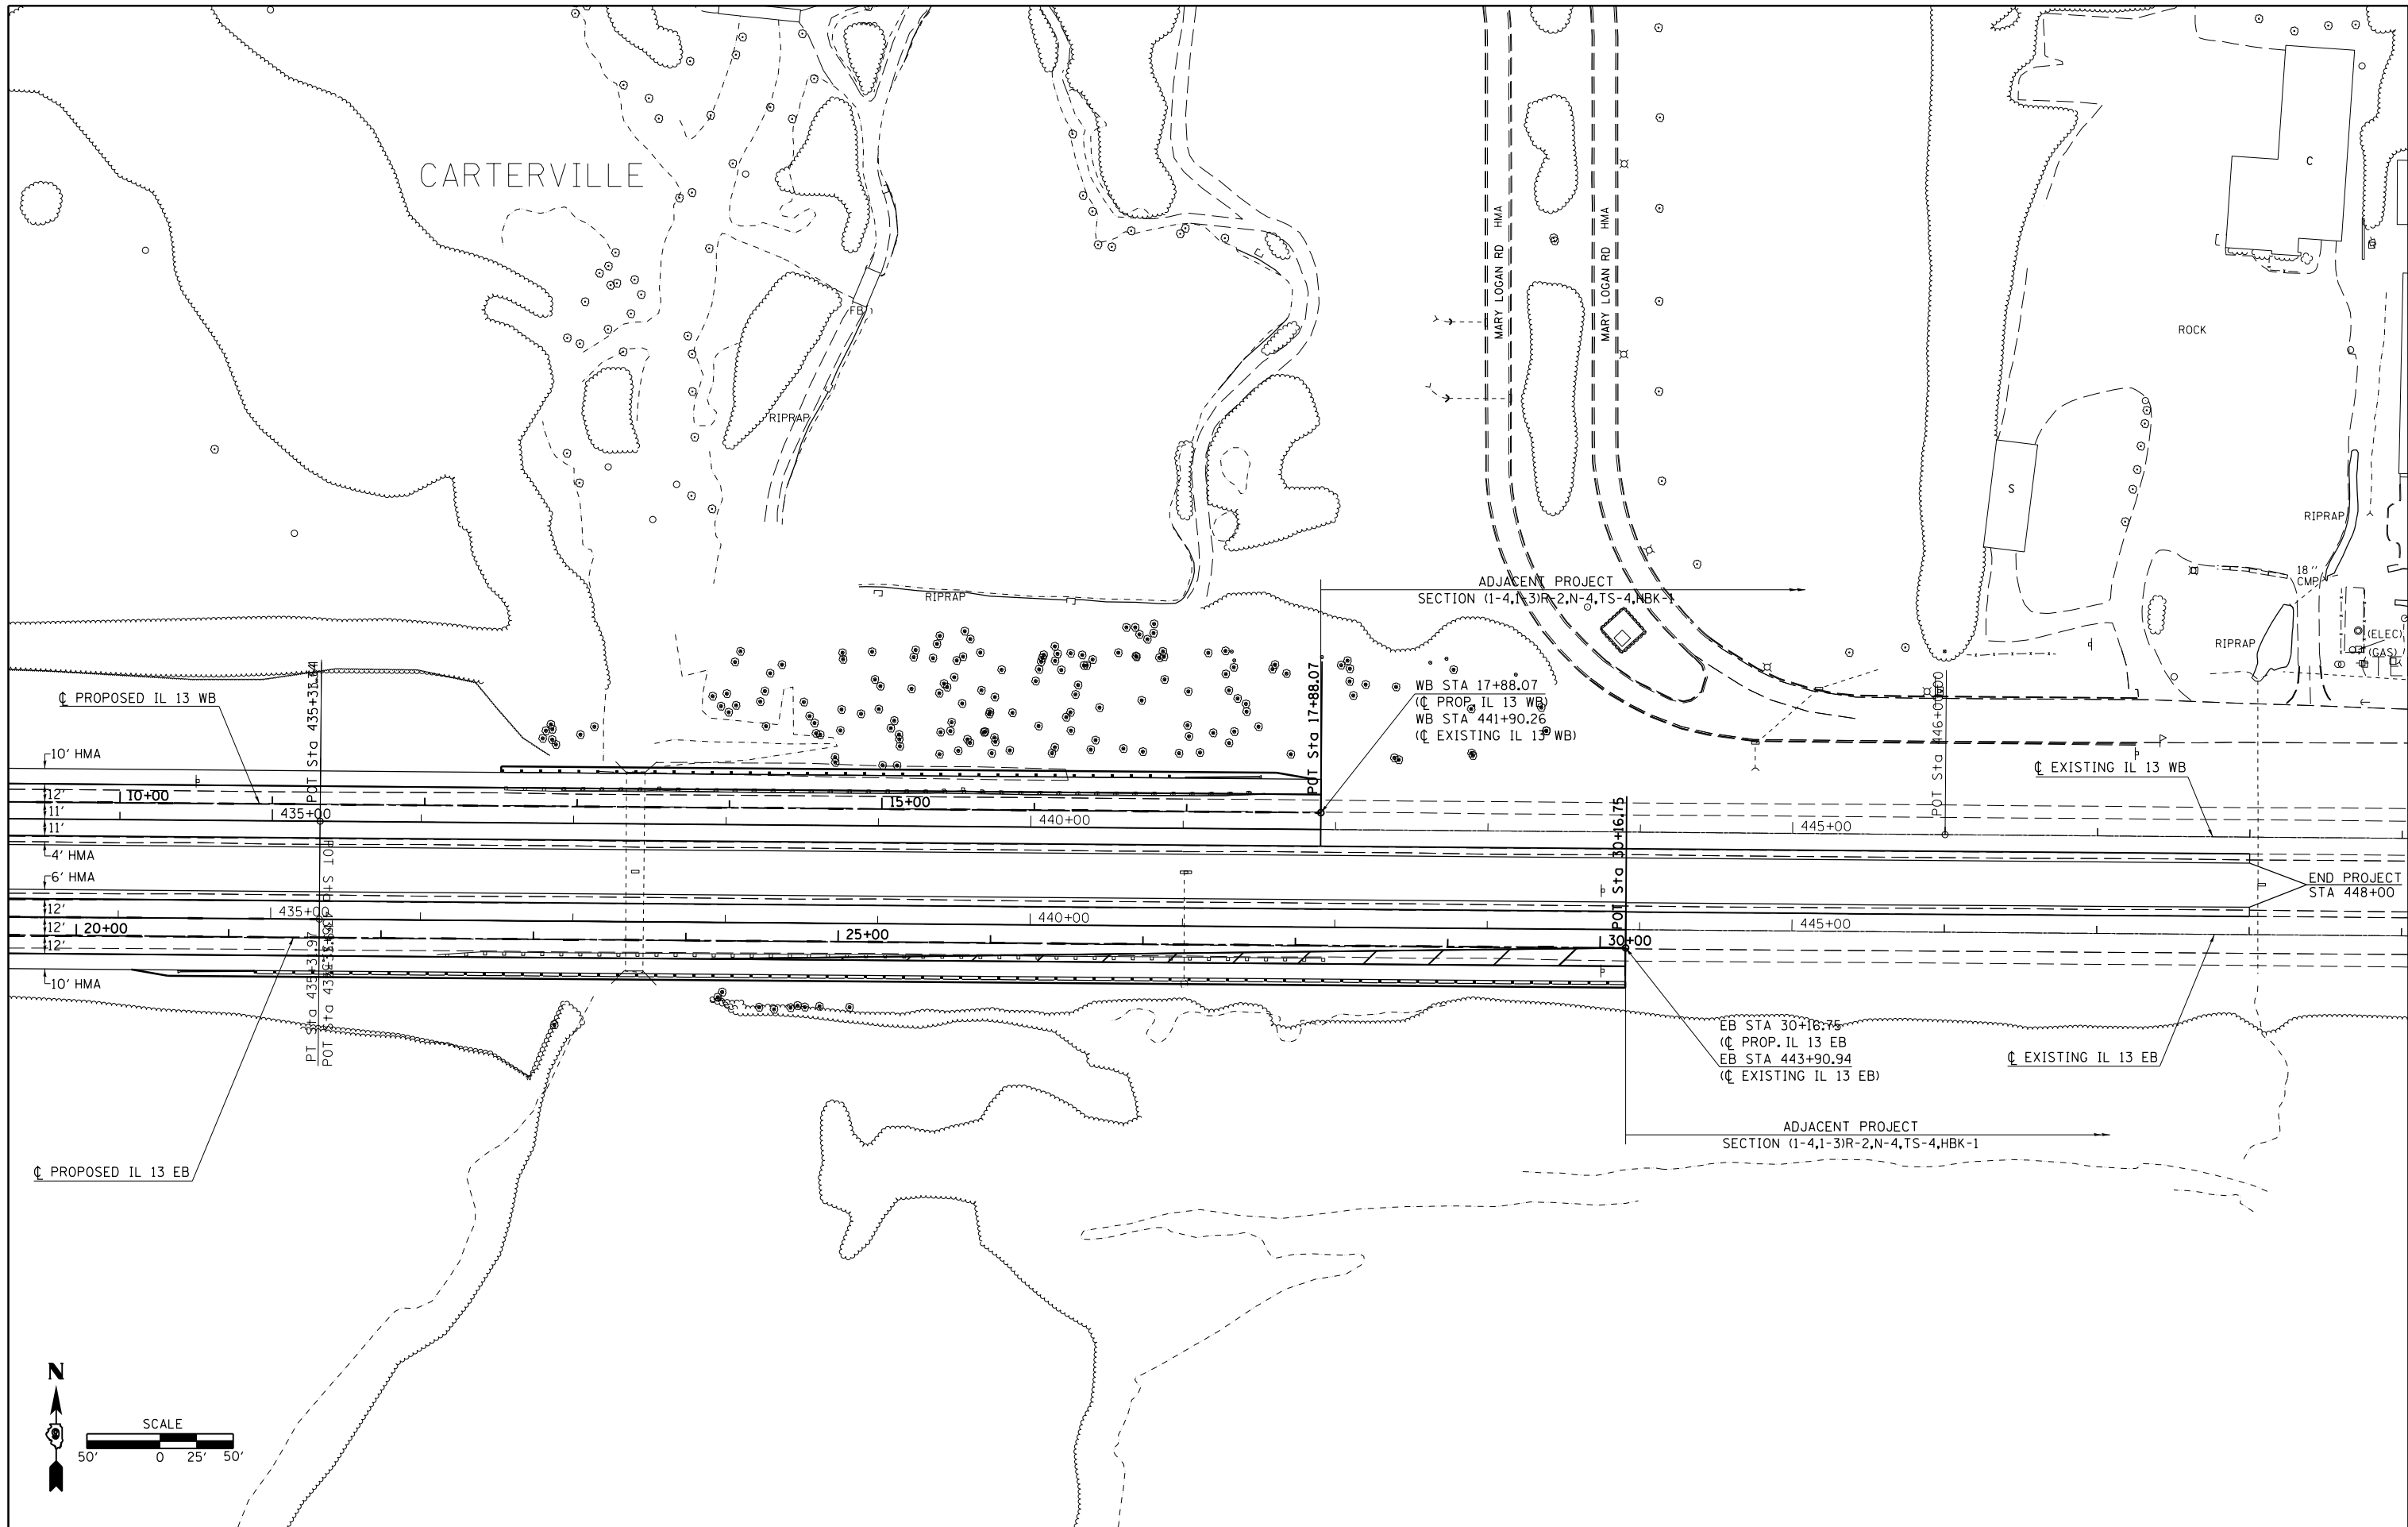 CARTERVILLE
MARY LOGAN RD HMA
MARY LOGAN RD HMA
C
FB
ROCK
RIPRAP
S
RIPRAP
ADJACENT PROJECT
SECTION (1-4,1-3)R-2,N-4,TS-4,HBK-1
18" CMP
RIPRAP
RIPRAP
(ELEC)
(GAS)
POT Sta 17+88.07
WB STA 17+88.07
(℄ PROP. IL 13 WB)
WB STA 441+90.26
(℄ EXISTING IL 13 WB)
POT Sta 446+00.00
℄ PROPOSED IL 13 WB
℄ EXISTING IL 13 WB
10' HMA
12'
10+00
15+00
11'
435+00
440+00
445+00
11'
4' HMA
6' HMA
POT Sta 30+16.75
END PROJECT
STA 448+00
12'
435+00
440+00
445+00
12'
20+00
25+00
30+00
12'
10' HMA
PT Sta 435+31.97
EB STA 30+16.75
(℄ PROP. IL 13 EB
EB STA 443+90.94
(℄ EXISTING IL 13 EB)
℄ EXISTING IL 13 EB
ADJACENT PROJECT
SECTION (1-4,1-3)R-2,N-4,TS-4,HBK-1
℄ PROPOSED IL 13 EB
N
SCALE
50' 0 25' 50'